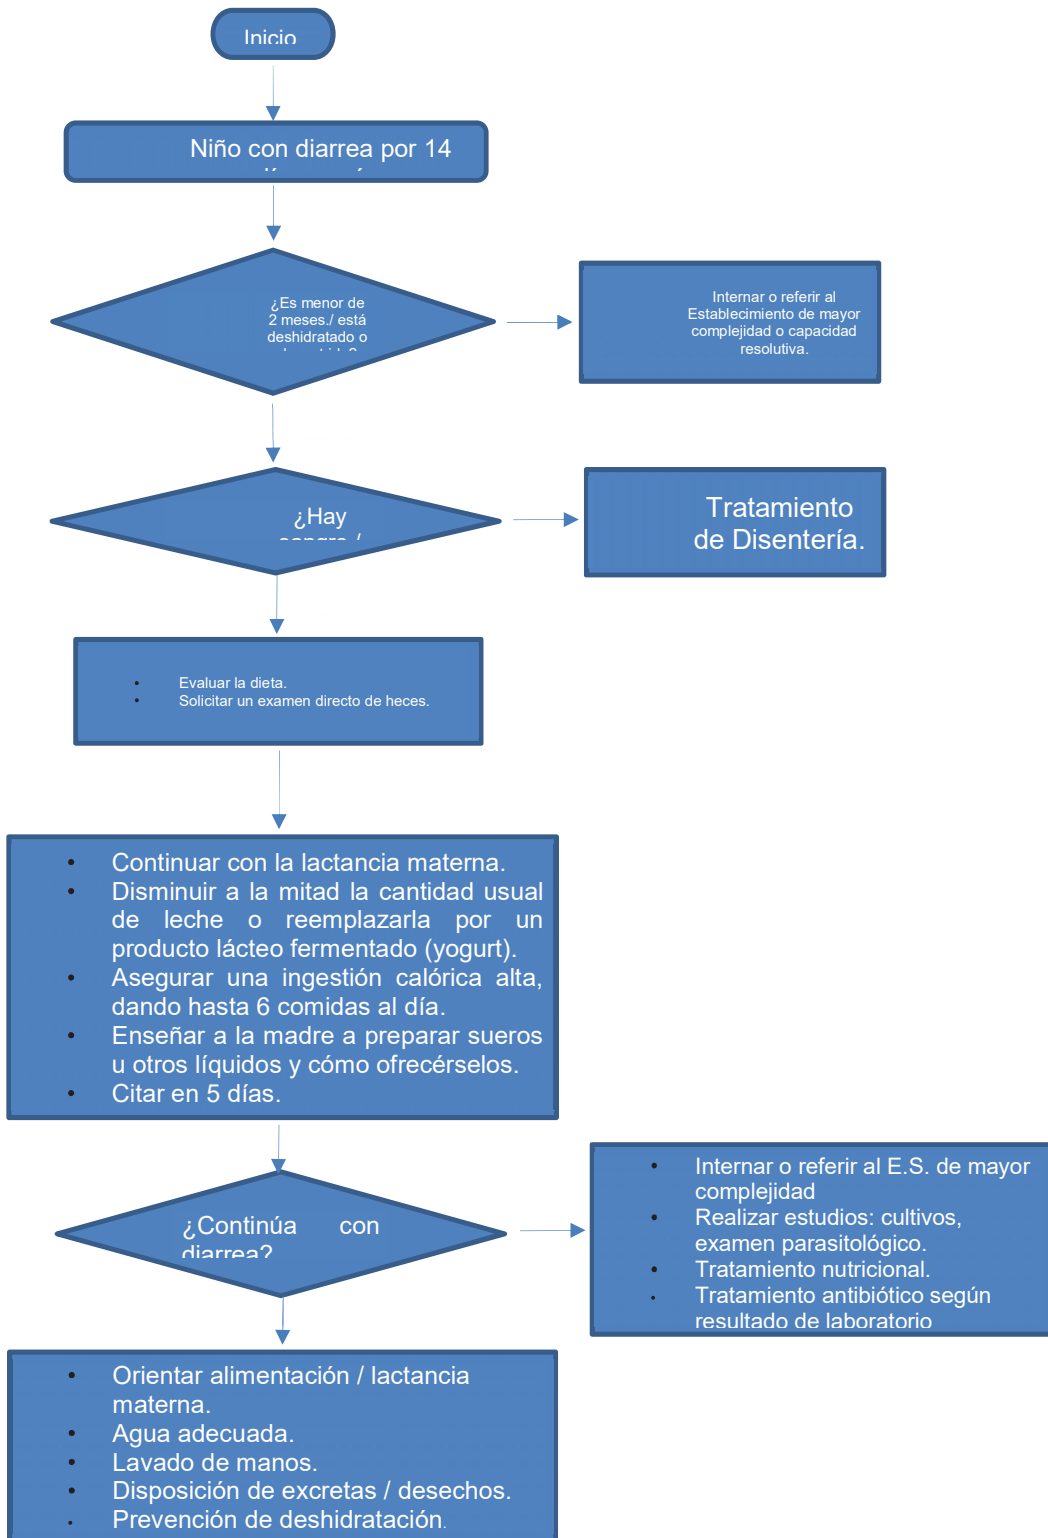 Inicio
Niño con diarrea por 14
¿Es menor de
2 meses./ está
deshidratado o
Internar o referir al
Establecimiento de mayor
complejidad o capacidad
resolutiva.
¿Hay
sangre /
Tratamiento
de Disentería.
• Evaluar la dieta.
• Solicitar un examen directo de heces.
• Continuar con la lactancia materna.
• Disminuir a la mitad la cantidad usual
de leche o reemplazarla por un
producto lácteo fermentado (yogurt).
• Asegurar una ingestión calórica alta,
dando hasta 6 comidas al día.
• Enseñar a la madre a preparar sueros
u otros líquidos y cómo ofrecérselos.
• Citar en 5 días.
¿Continúa con
diarrea?
• Internar o referir al E.S. de mayor
complejidad
• Realizar estudios: cultivos,
examen parasitológico.
• Tratamiento nutricional.
• Tratamiento antibiótico según
resultado de laboratorio
• Orientar alimentación / lactancia
materna.
• Agua adecuada.
• Lavado de manos.
• Disposición de excretas / desechos.
• Prevención de deshidratación.